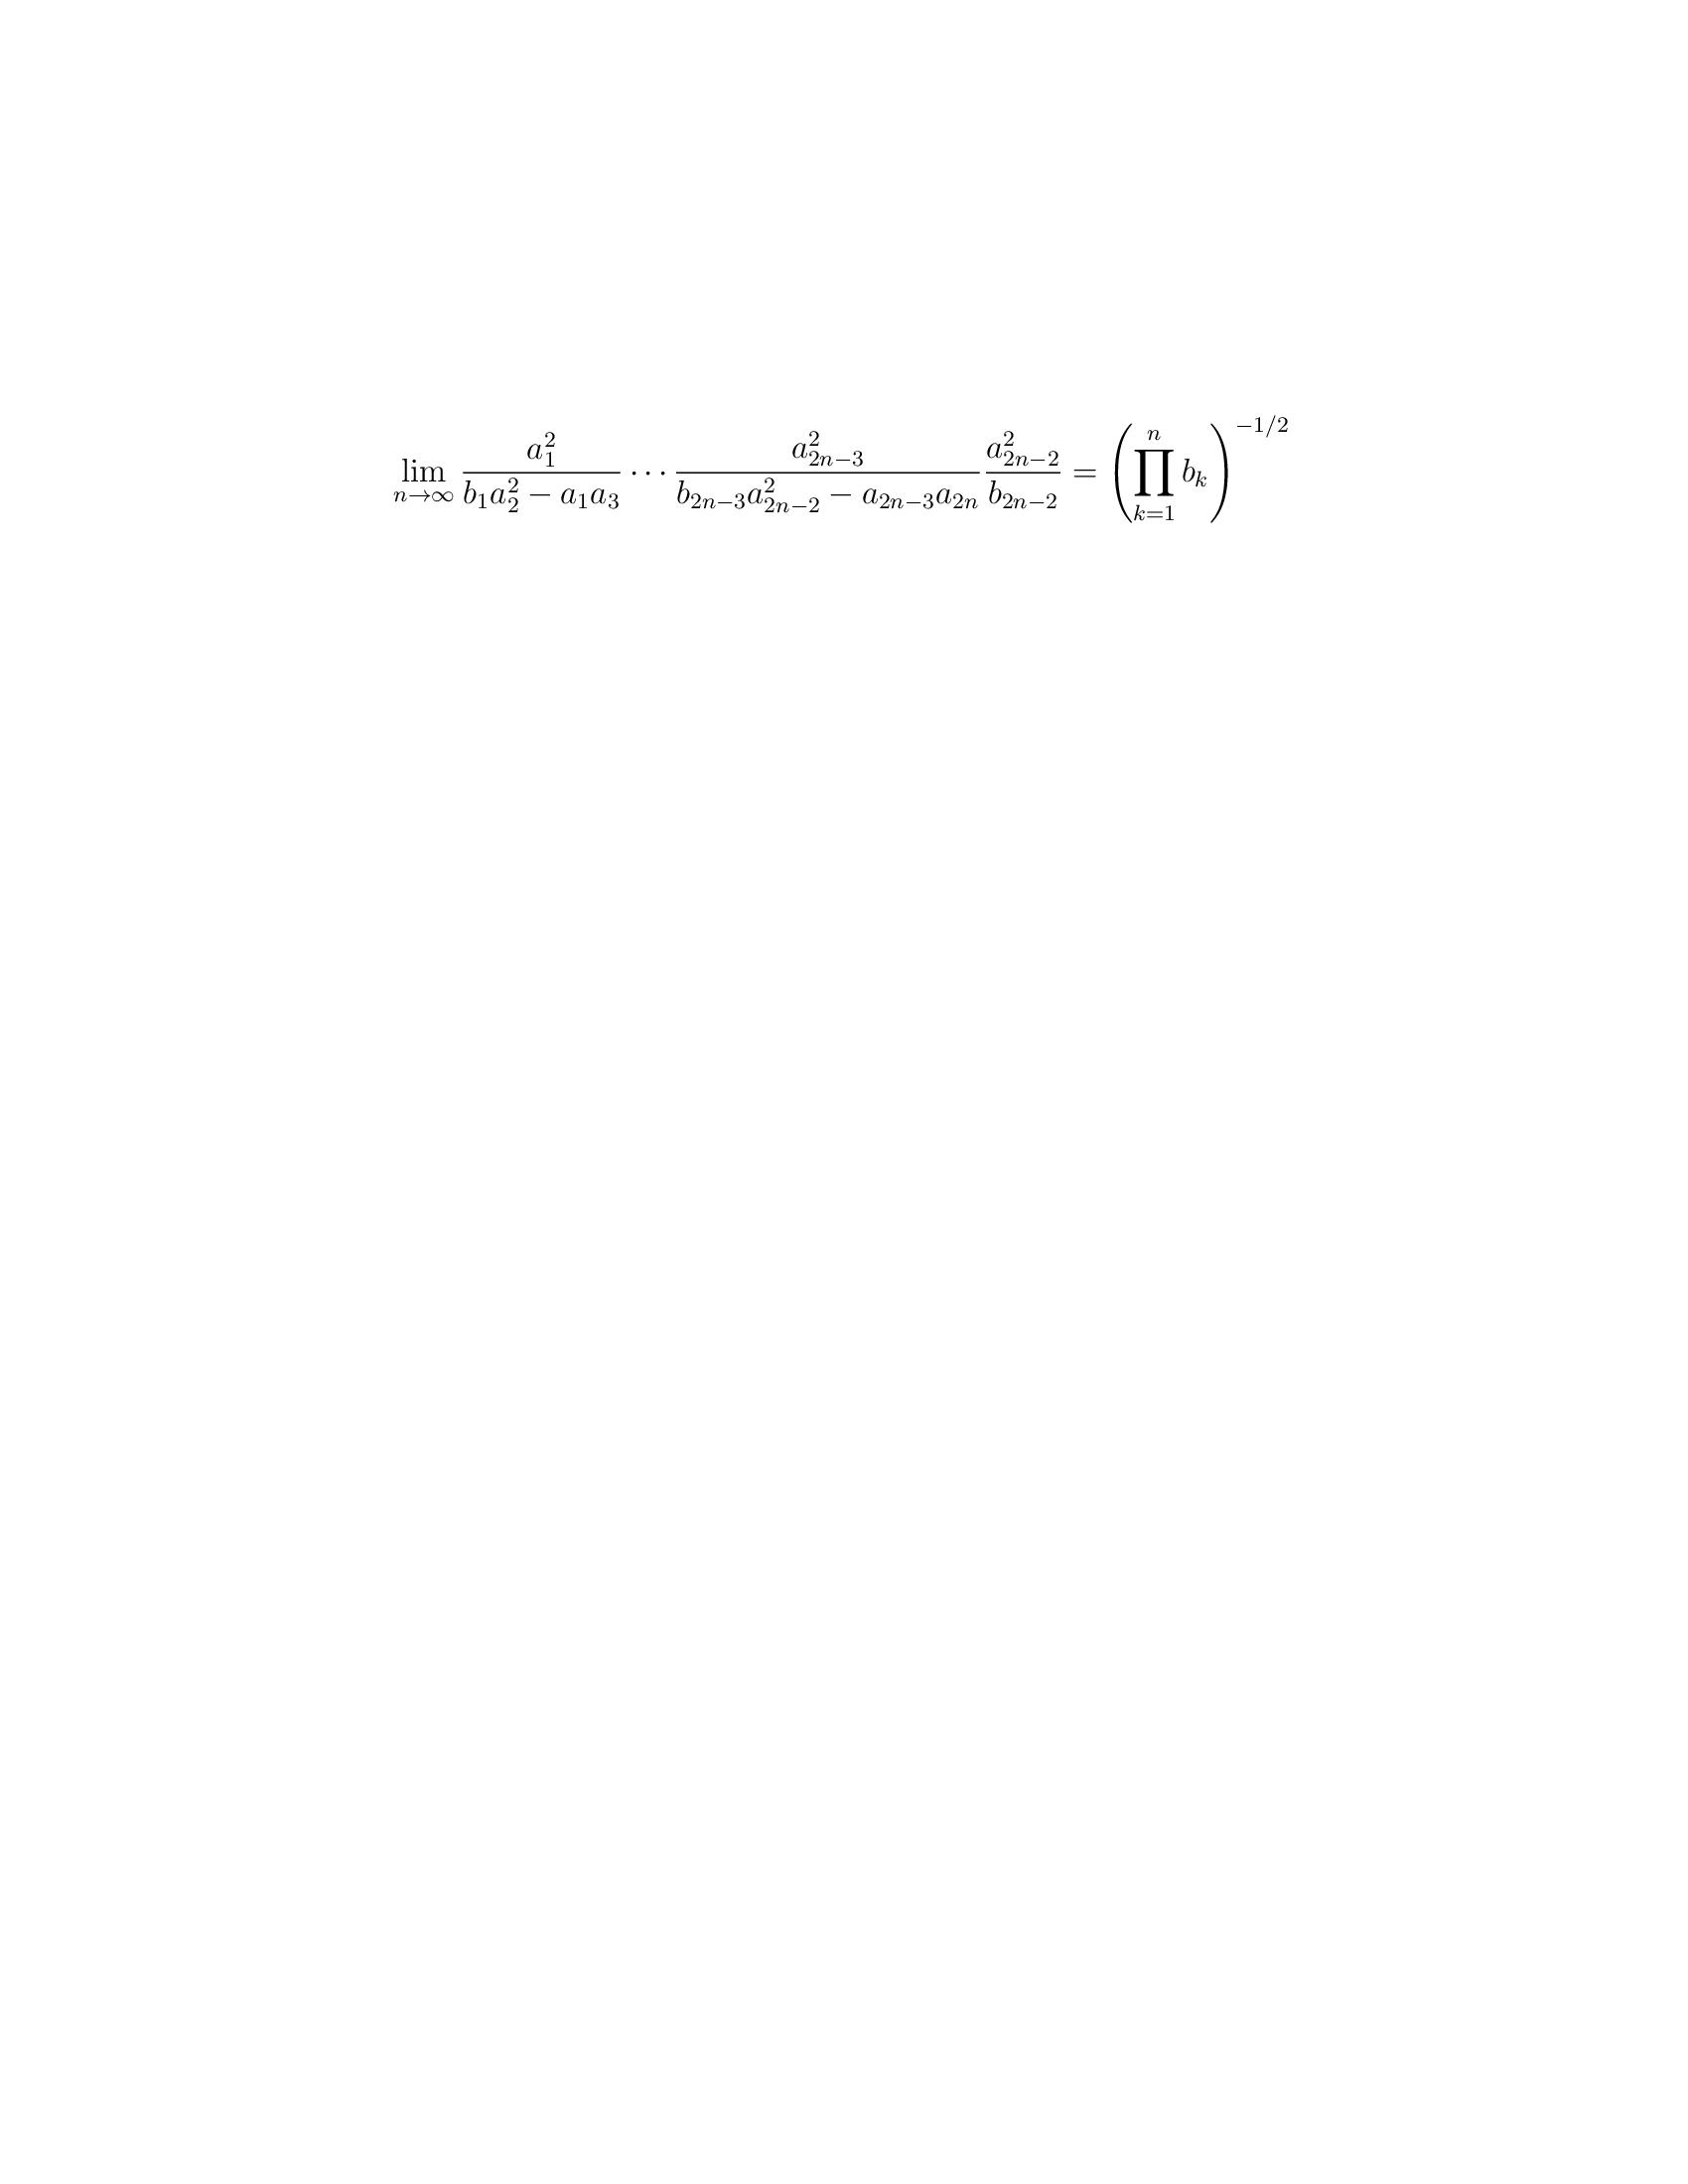 \lim_{n \to \infty} \frac{a_1^2}{b_1 a_2^2 - a_1 a_3} \cdots \frac{a_{2n-3}^2}{b_{2n-3} a_{2n-2}^2 - a_{2n-3} a_{2n}} \frac{a_{2n-2}^2}{b_{2n-2}} = \left( \prod_{k=1}^{n} b_k \right)^{-1/2}